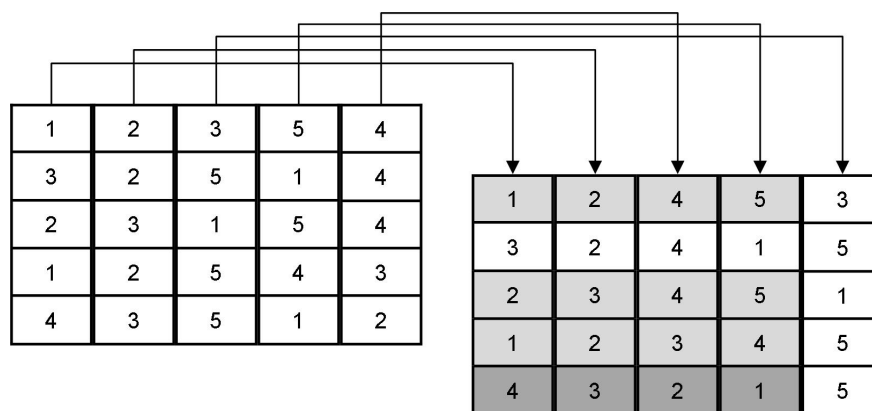 1 2 3 5 4
3 2 5 1 4
2 3 1 5 4
1 2 5 4 3
4 3 5 1 2
1 2 4 5 3
3 2 4 1 5
2 3 4 5 1
1 2 3 4 5
4 3 2 1 5